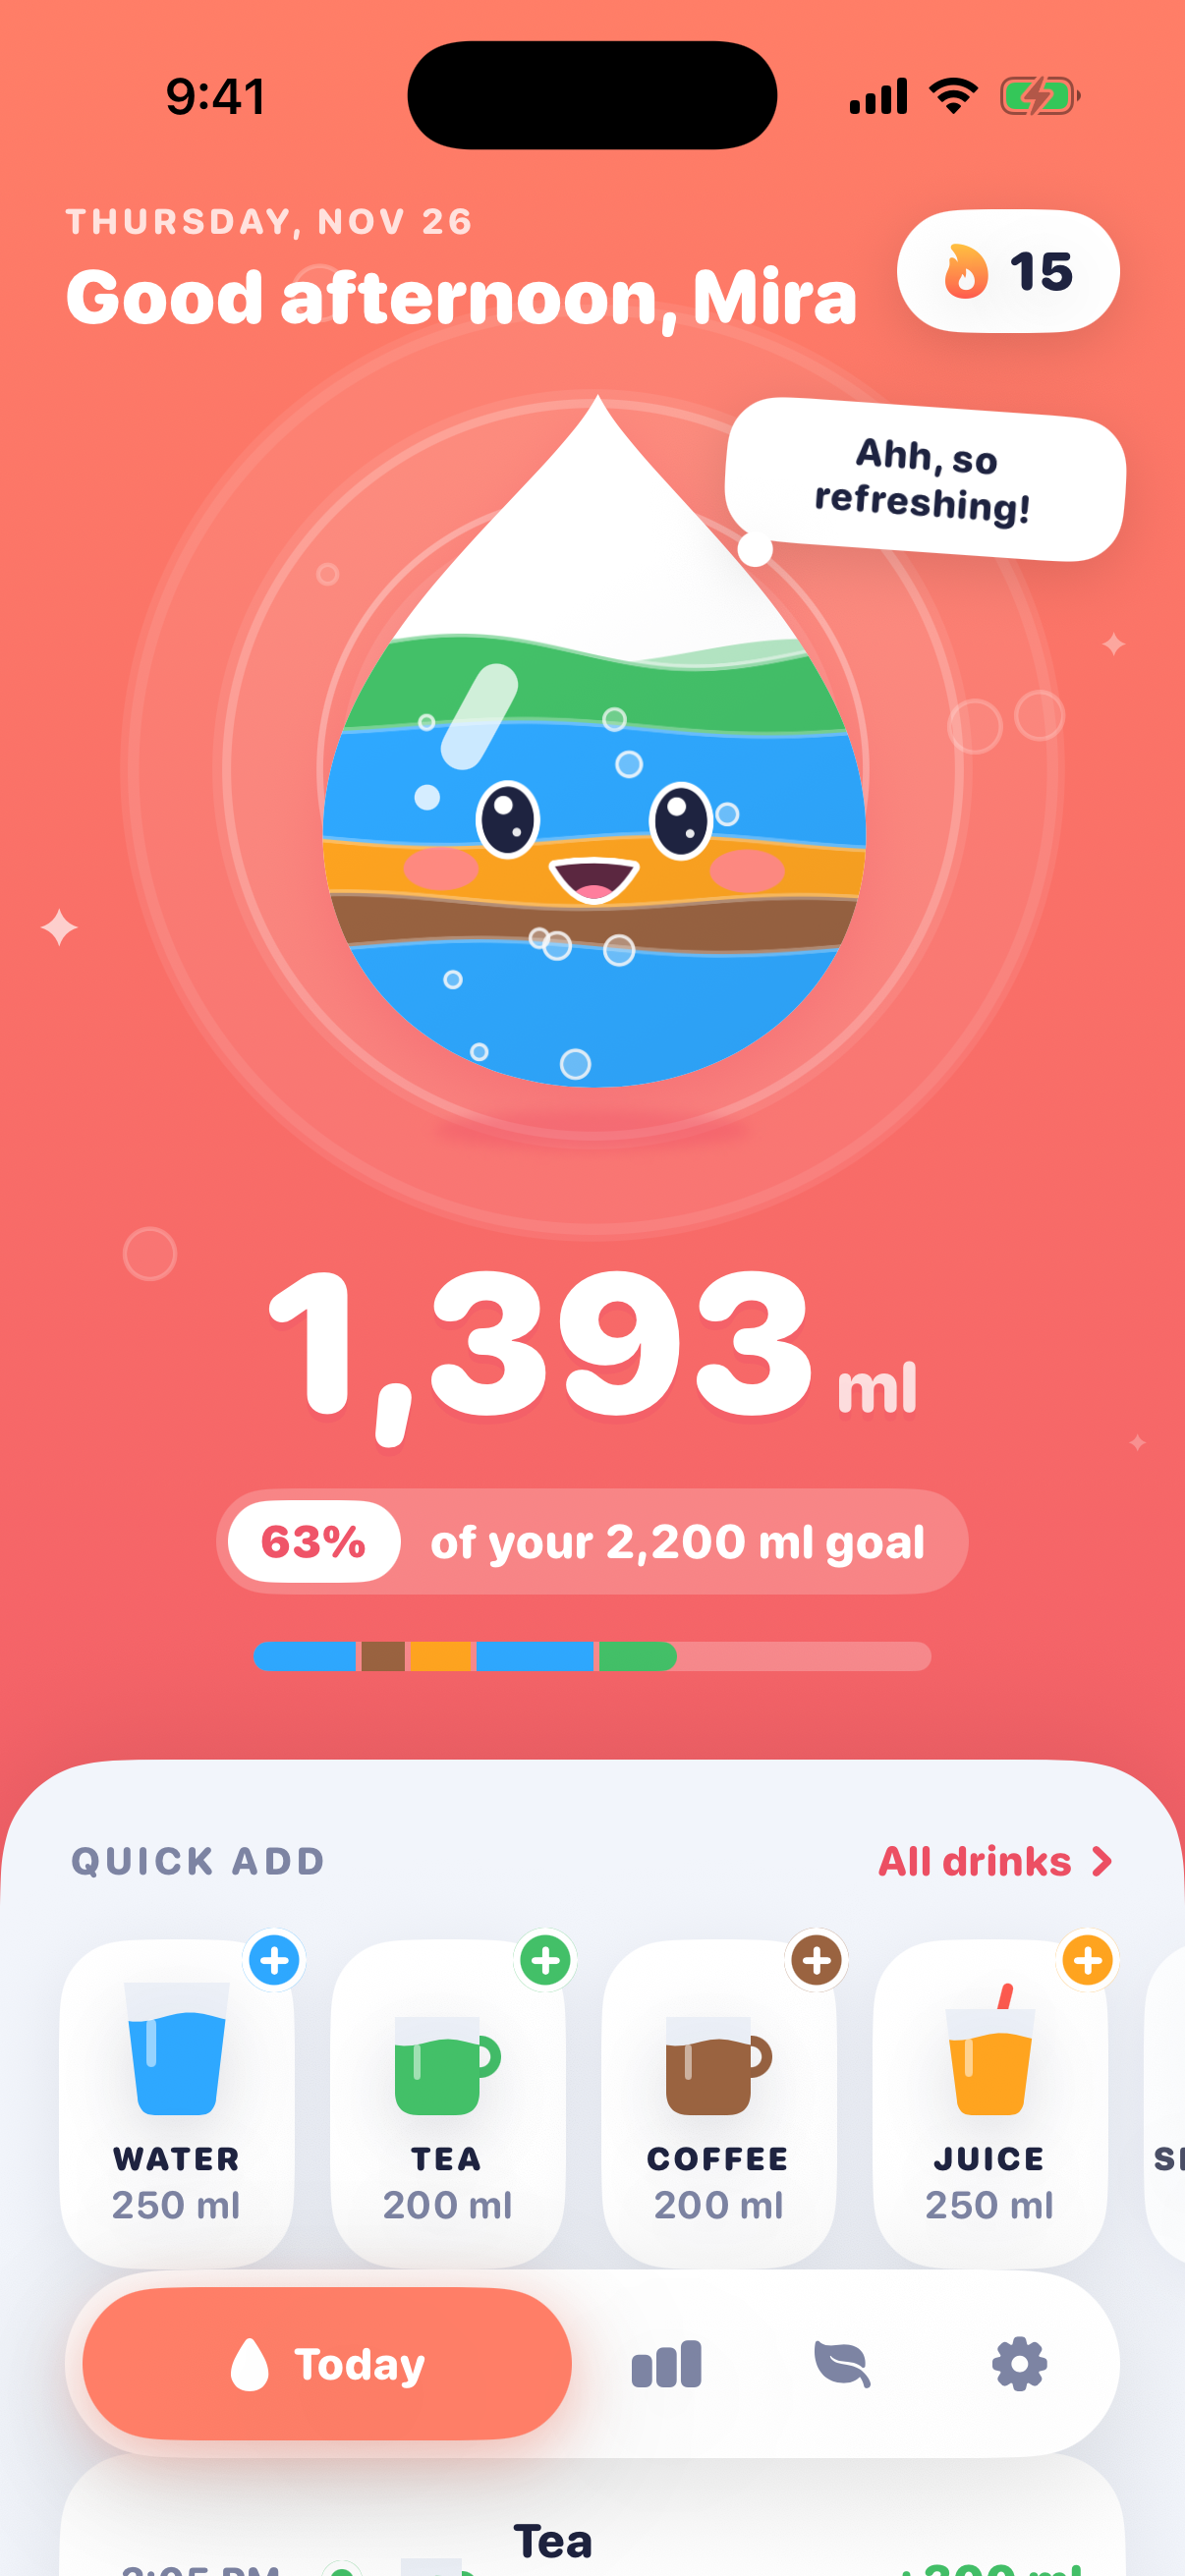 9:41
THURSDAY, NOV 26
Good afternoon, Mira
15
Ahh, so
refreshing!
1,393 ml
63% of your 2,200 ml goal
QUICK ADD
All drinks
WATER
250 ml
TEA
200 ml
COFFEE
200 ml
JUICE
250 ml
Today
Tea